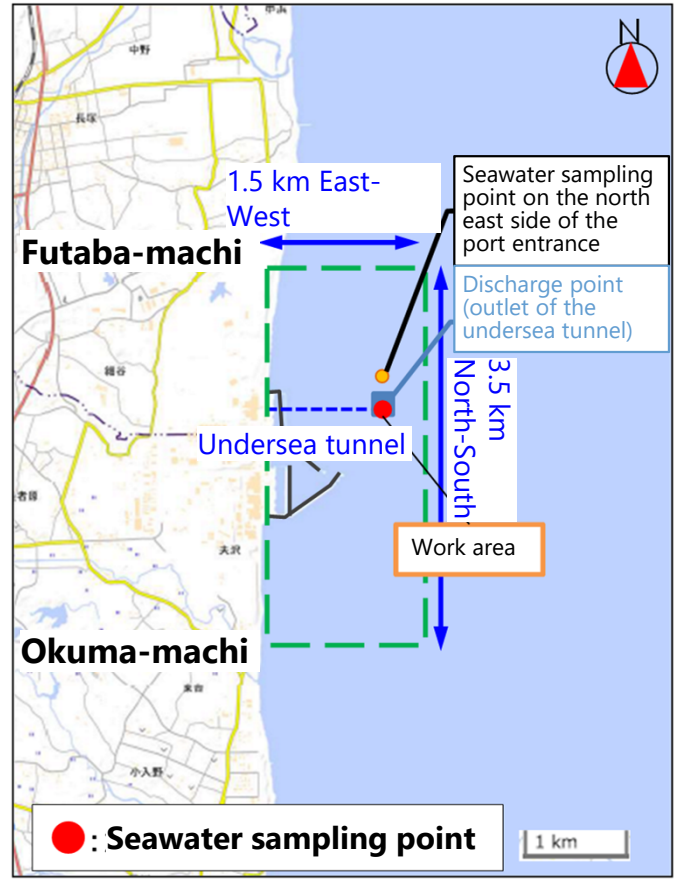 中浜
中野
N
長塚
1.5 km East-
West
Seawater sampling
point on the north
east side of the
port entrance
Futaba-machi
Discharge point
(outlet of the
undersea tunnel)
細谷
3.5 km
North-South
Undersea tunnel
夫沢
Work area
Okuma-machi
小入野
: Seawater sampling point
1 km